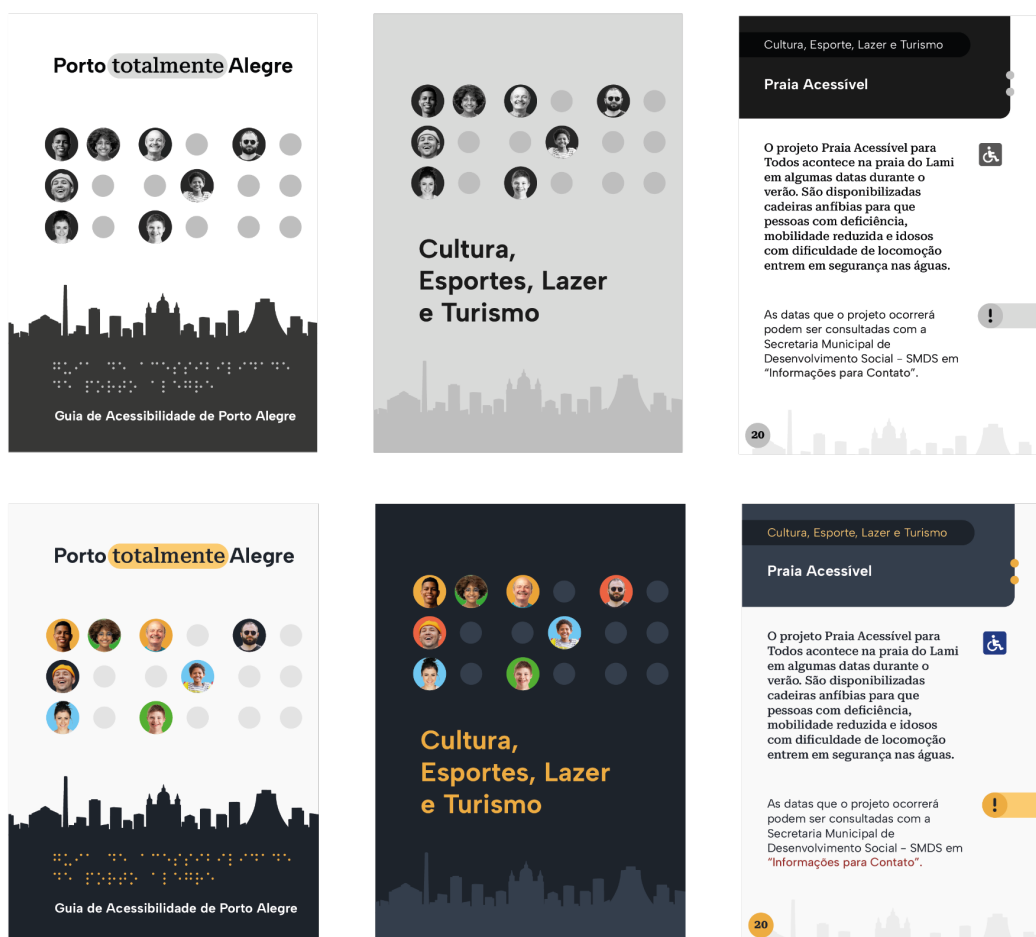 Porto totalmente Alegre
Guia de Acessibilidade de Porto Alegre
Cultura,
Esportes, Lazer
e Turismo
Cultura, Esporte, Lazer e Turismo
Praia Acessível
O projeto Praia Acessível para
Todos acontece na praia do Lami
em algumas datas durante o
verão. São disponibilizadas
cadeiras anfíbias para que
pessoas com deficiência,
mobilidade reduzida e idosos
com dificuldade de locomoção
entrem em segurança nas águas.
As datas que o projeto ocorrerá
podem ser consultadas com a
Secretaria Municipal de
Desenvolvimento Social – SMDS em
“Informações para Contato”.
!
20
Porto totalmente Alegre
Guia de Acessibilidade de Porto Alegre
Cultura,
Esportes, Lazer
e Turismo
Cultura, Esporte, Lazer e Turismo
Praia Acessível
O projeto Praia Acessível para
Todos acontece na praia do Lami
em algumas datas durante o
verão. São disponibilizadas
cadeiras anfíbias para que
pessoas com deficiência,
mobilidade reduzida e idosos
com dificuldade de locomoção
entrem em segurança nas águas.
As datas que o projeto ocorrerá
podem ser consultadas com a
Secretaria Municipal de
Desenvolvimento Social – SMDS em
“Informações para Contato”.
!
20